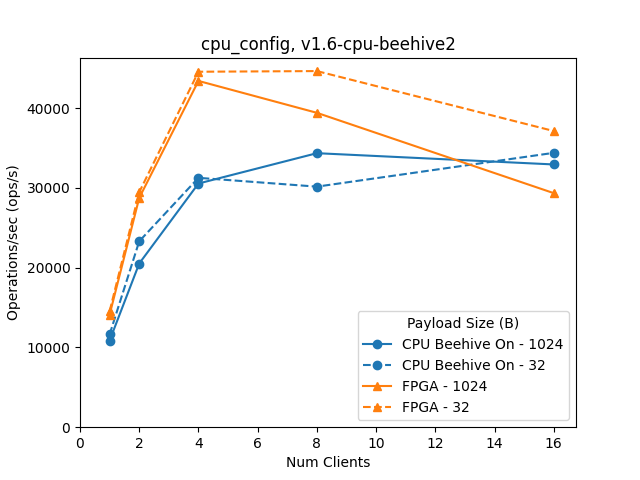 cpu_config, v1.6-cpu-beehive2
Operations/sec (ops/s)
40000
30000
20000
10000
0
Payload Size (B)
CPU Beehive On - 1024
CPU Beehive On - 32
FPGA - 1024
FPGA - 32
0 2 4 6 8 10 12 14 16
Num Clients